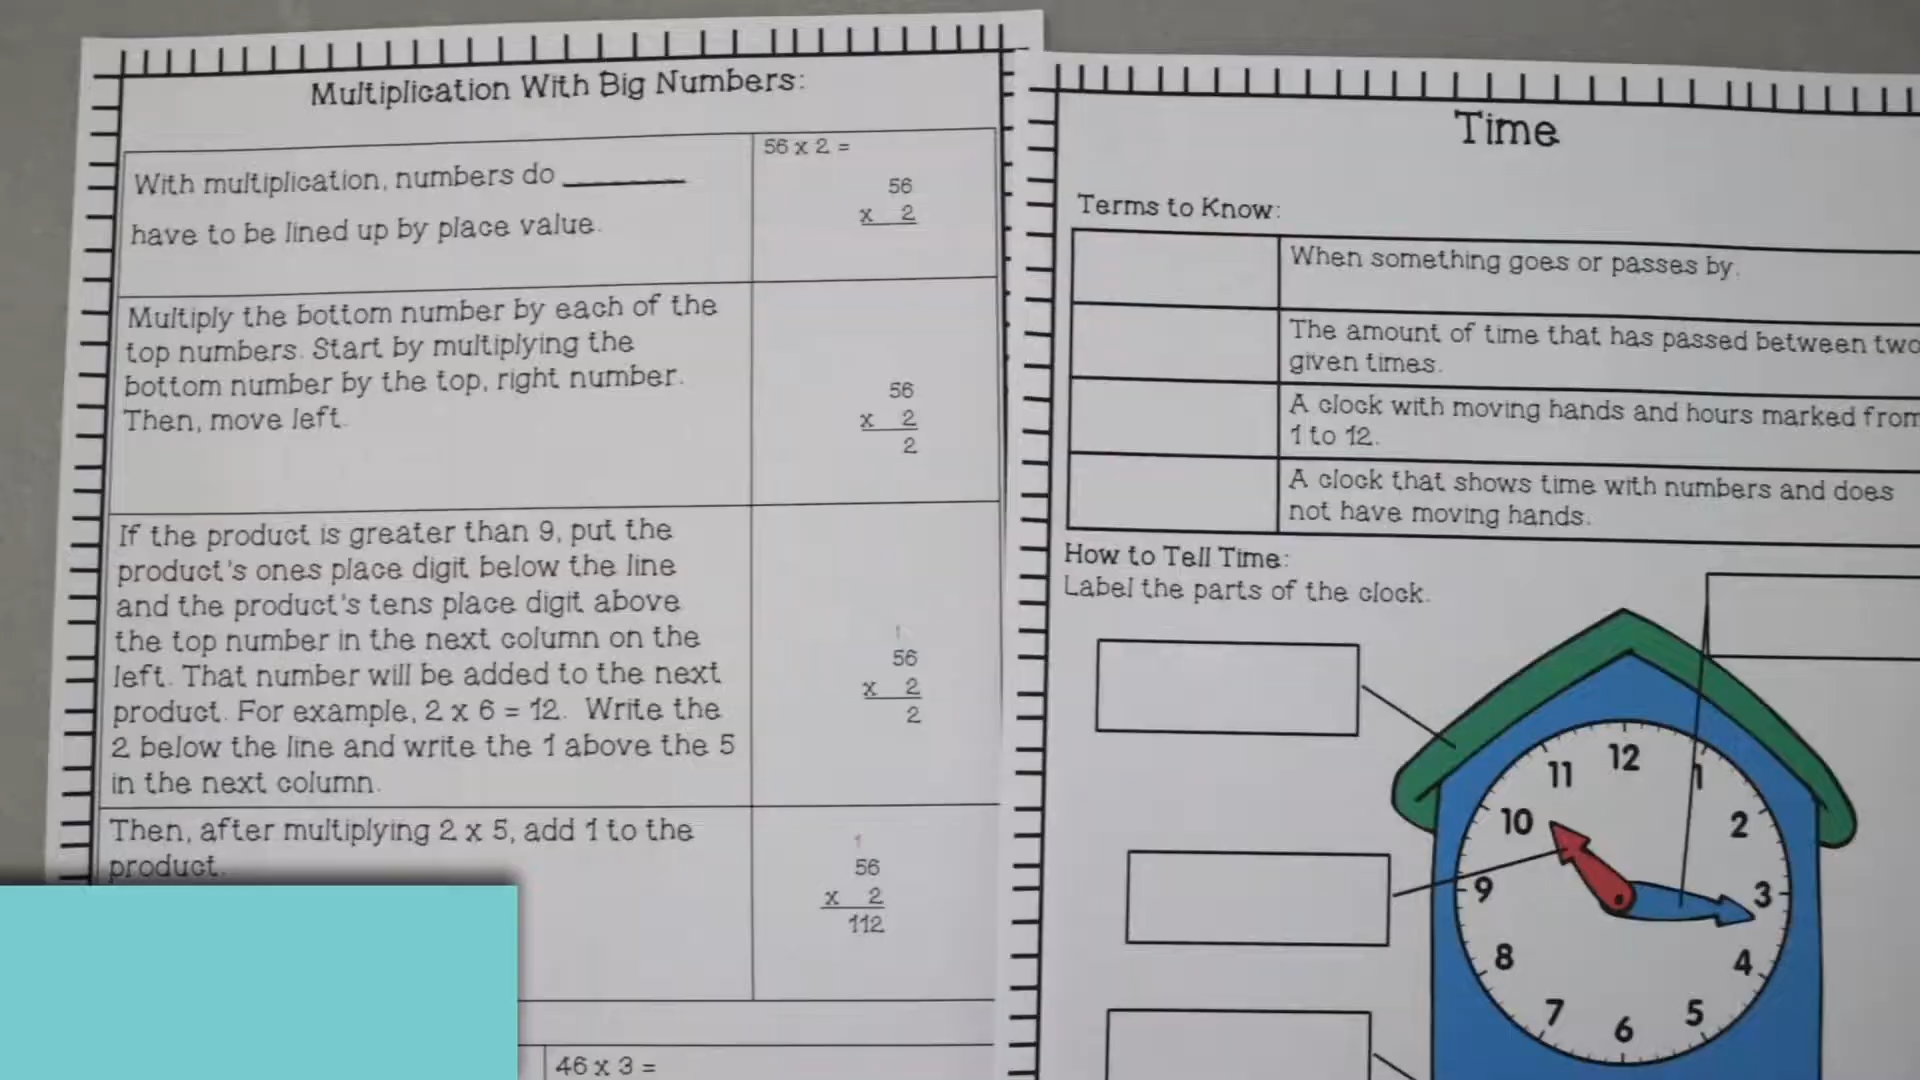 Multiplication With Big Numbers:
With multiplication, numbers do ________
have to be lined up by place value.
56 x 2 =
56
x 2
Multiply the bottom number by each of the
top numbers. Start by multiplying the
bottom number by the top, right number.
Then, move left.
56
x 2
2
If the product is greater than 9, put the
product's ones place digit below the line
and the product's tens place digit above
the top number in the next column on the
left. That number will be added to the next
product. For example, 2 x 6 = 12. Write the
2 below the line and write the 1 above the 5
in the next column.
1
56
x 2
2
Then, after multiplying 2 x 5, add 1 to the
product.
1
56
x 2
112
46 x 3 =
Time
Terms to Know:
When something goes or passes by.
The amount of time that has passed between two
given times.
A clock with moving hands and hours marked from
1 to 12.
A clock that shows time with numbers and does
not have moving hands.
How to Tell Time:
Label the parts of the clock.
12
1
2
3
4
5
6
7
8
9
10
11